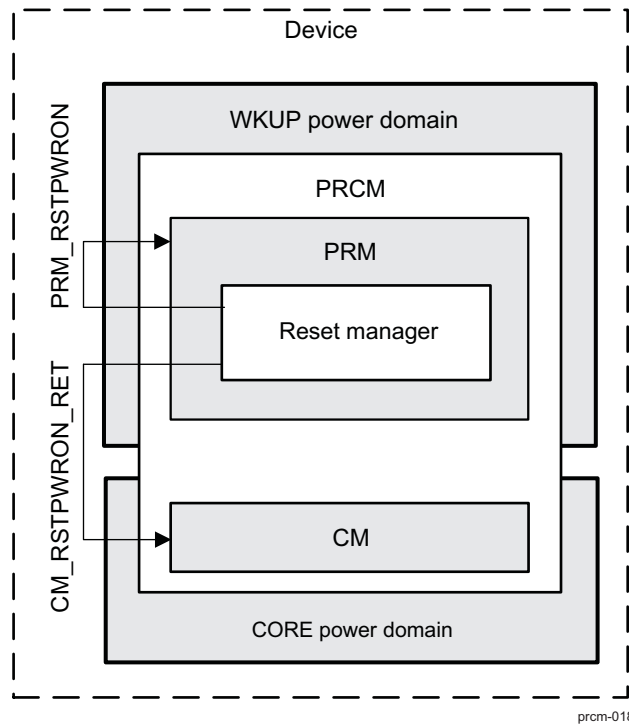 Device
WKUP power domain
PRM_RSTPWRON
PRCM
PRM
Reset manager
CM_RSTPWRON_RET
CM
CORE power domain